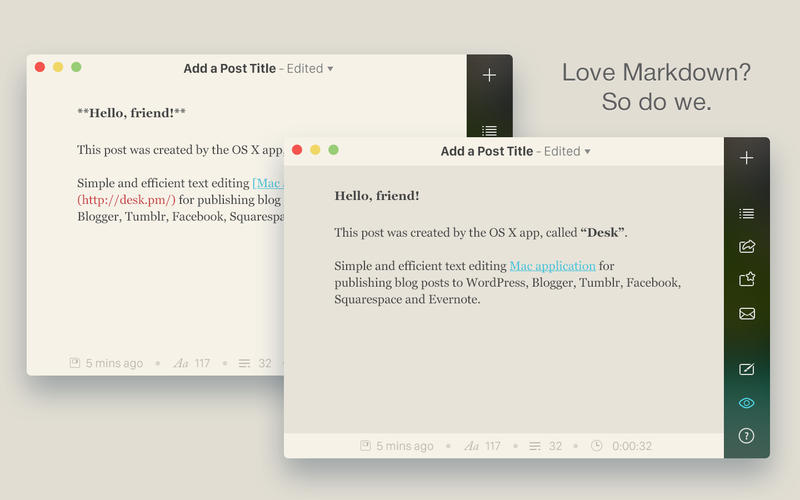 Love Markdown?
So do we.
Add a Post Title - Edited
**Hello, friend!**
This post was created by the OS X app,
Simple and efficient text editing [Mac
(http://desk.pm/) for publishing blog
Blogger, Tumblr, Facebook, Squarespa
5 mins ago • Aa 117 • 32
Add a Post Title - Edited
Hello, friend!
This post was created by the OS X app, called “Desk”.
Simple and efficient text editing Mac application for
publishing blog posts to WordPress, Blogger, Tumblr, Facebook,
Squarespace and Evernote.
5 mins ago • Aa 117 • 32 • 0:00:32